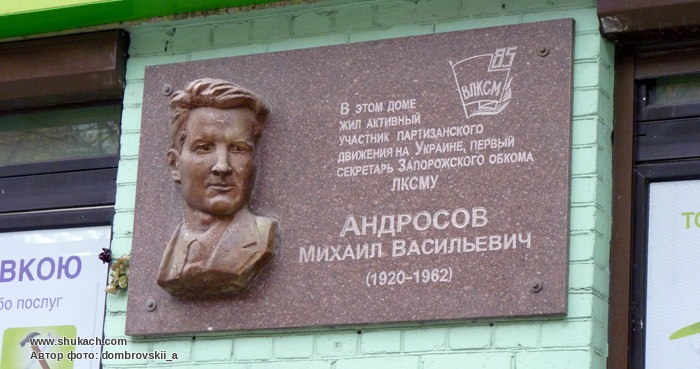 85
ВЛКСМ
В ЭТОМ ДОМЕ
ЖИЛ АКТИВНЫЙ
УЧАСТНИК ПАРТИЗАНСКОГО
ДВИЖЕНИЯ НА УКРАИНЕ, ПЕРВЫЙ
СЕКРЕТАРЬ ЗАПОРОЖСКОГО ОБКОМА
ЛКСМУ
АНДРОСОВ
МИХАИЛ ВАСИЛЬЕВИЧ
(1920-1962)
ВКОЮ
бо послуг
ТО
www.shukach.com
Автор фото: dombrovskii_a